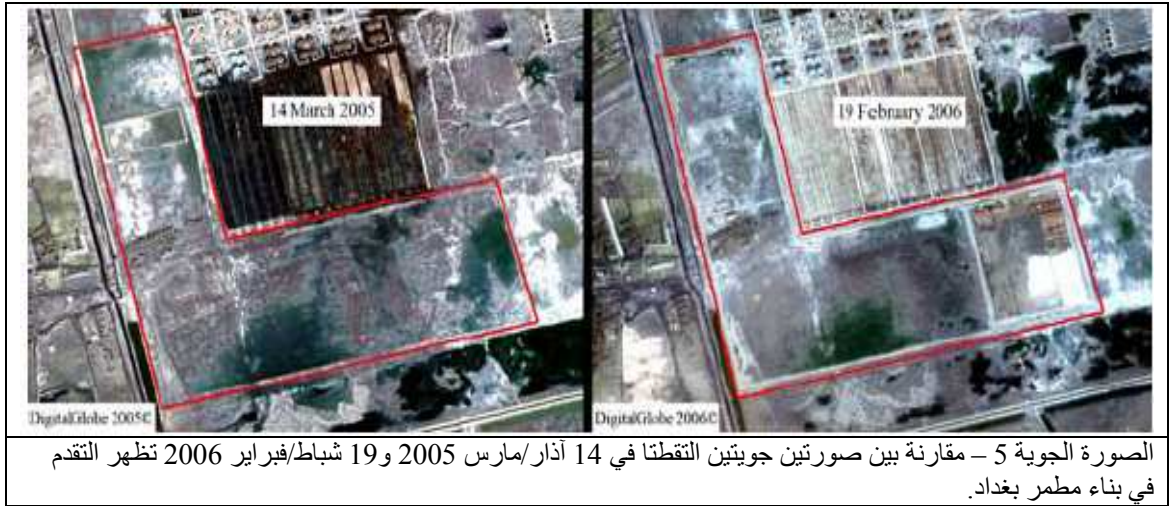 14 March 2005
19 February 2006
DigitalGlobe 2005©
DigitalGlobe 2006©
الصورة الجوية 5 – مقارنة بين صورتين جويتين التقطتا في 14 آذار/مارس 2005 و19 شباط/فبراير 2006 تظهر التقدم
في بناء مطمر بغداد.